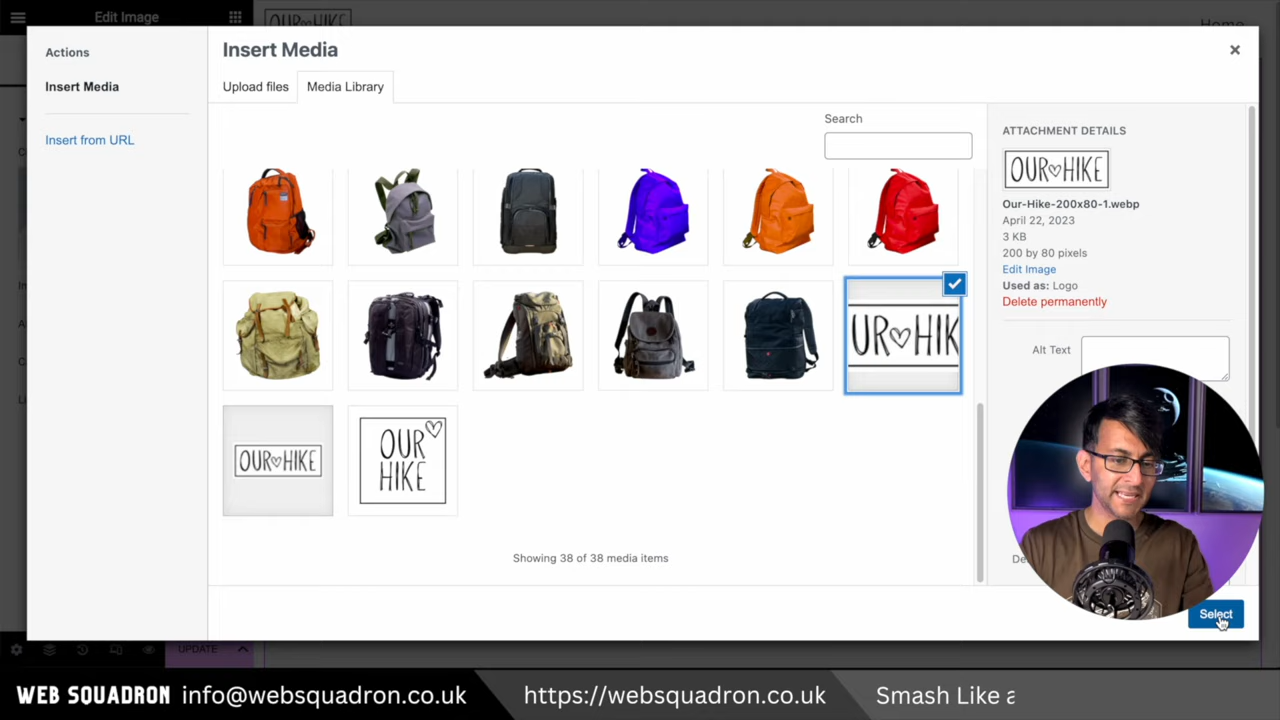 Edit Image
OUR HIKE
Home
Actions
Insert Media
Insert from URL
Insert Media
Upload files
Media Library
Search
ATTACHMENT DETAILS
OUR HIKE
Our-Hike-200x80-1.webp
April 22, 2023
3 KB
200 by 80 pixels
Edit Image
Used as: Logo
Delete permanently
Alt Text
UR HIK
OUR HIKE
OUR
HIKE
Showing 38 of 38 media items
Select
UPDATE
WEB SQUADRON info@websquadron.co.uk
https://websquadron.co.uk
Smash Like a